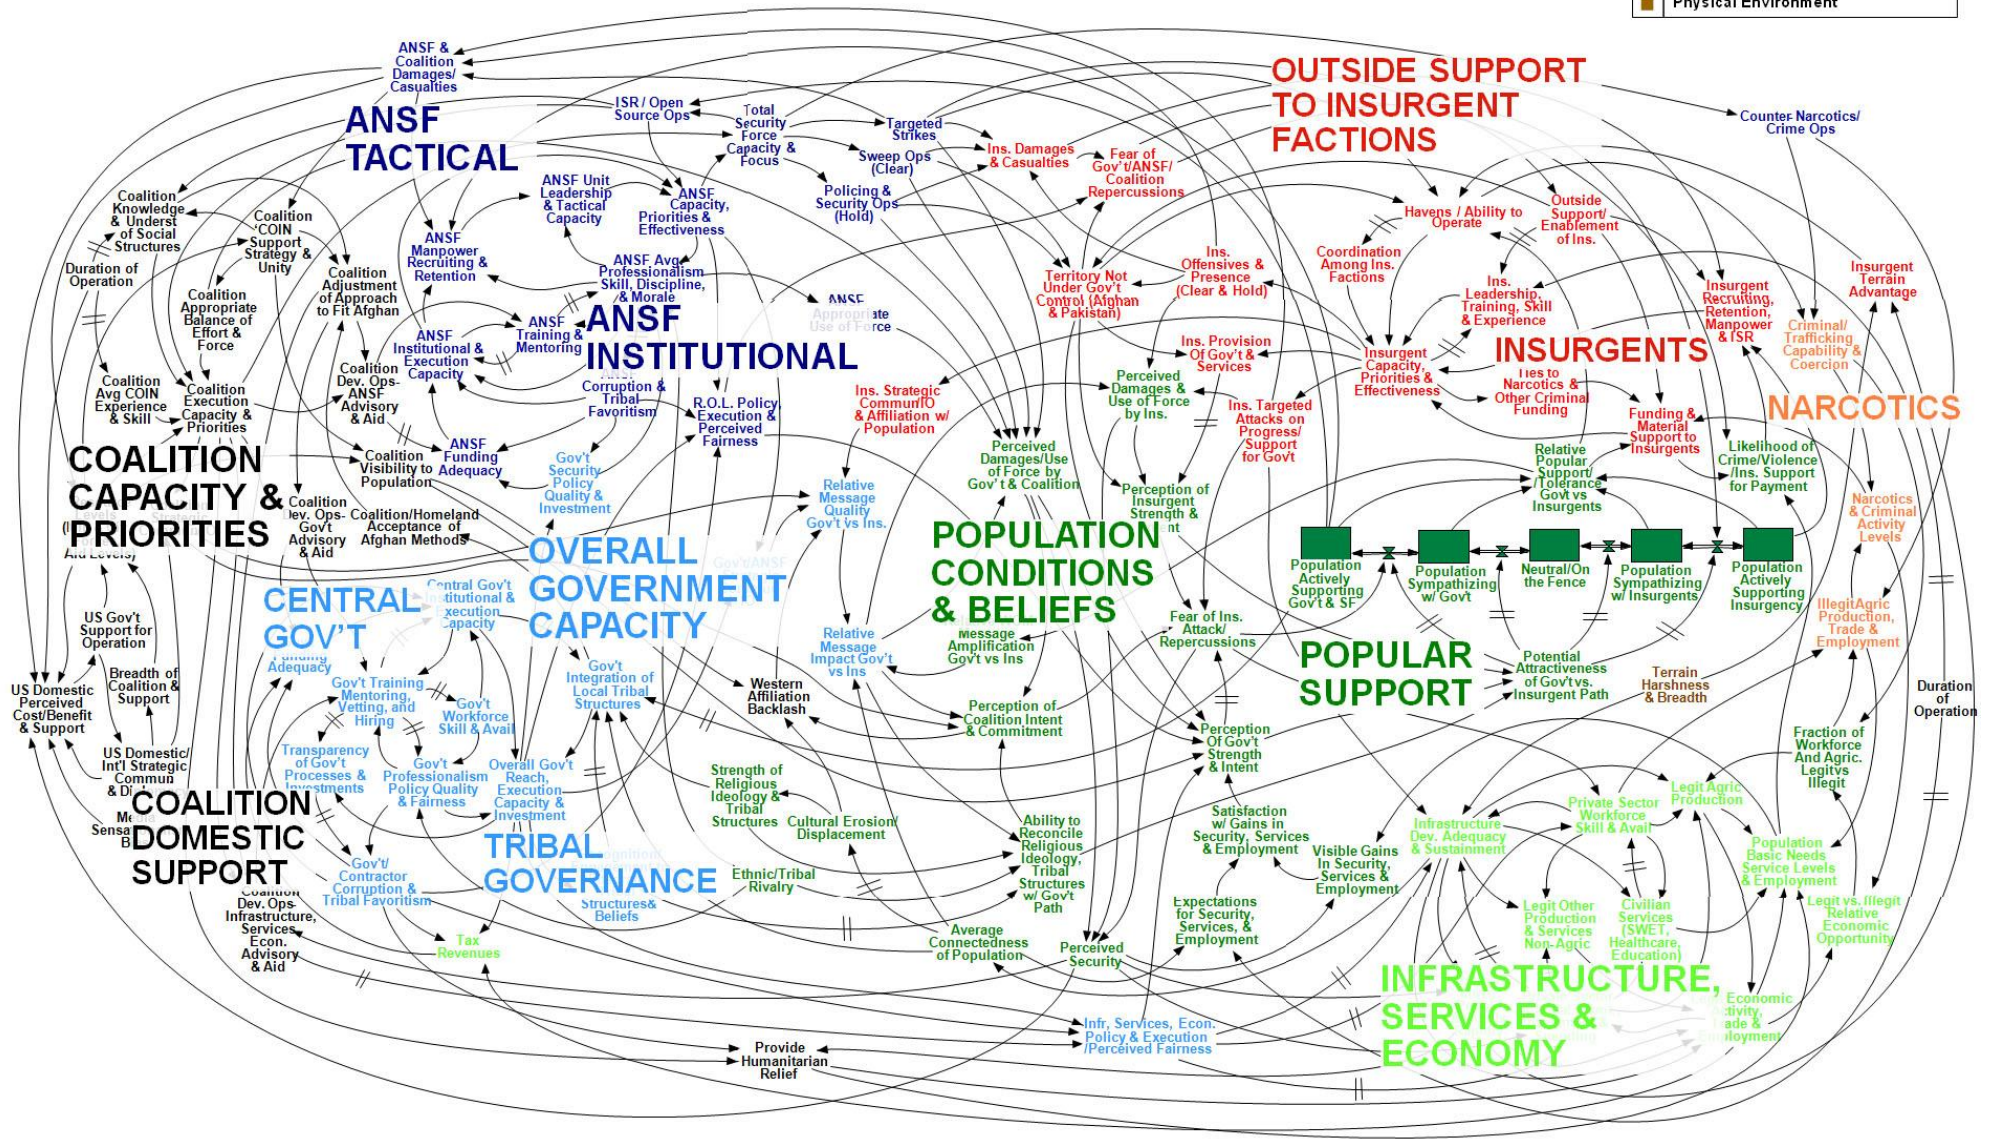 Physical Environment
ANSF &
Coalition
Damages/
Casualties
ANSF
TACTICAL
ISR / Open
Source Ops
Total
Security
Force
Capacity &
Focus
Targeted
Strikes
Sweep Ops
(Clear)
Policing &
Security Ops
(Hold)
Ins. Damages
& Casualties
Fear of
Gov't/ANSF/
Coalition
Repercussions
OUTSIDE SUPPORT
TO INSURGENT
FACTIONS
Counter Narcotics/
Crime Ops
Coalition
Knowledge
& Underst
of Social
Structures
Coalition
COIN
Support
Strategy &
Unity
Duration of
Operation
Coalition
Appropriate
Balance of
Effort &
Force
Coalition
Adjustment
of Approach
to Fit Afghan
ANSF Unit
Leadership
& Tactical
Capacity
ANSF
Capacity,
Priorities &
Effectiveness
ANSF
Manpower
Recruiting &
Retention
ANSF Avg
Professionalism
Skill, Discipline,
& Morale
ANSF
INSTITUTIONAL
ANSF
Appropriate
Use of Force
ANSF
Institutional &
Execution
Capacity
ANSF
Training &
Mentoring
Corruption &
Tribal
Favoritism
R.O.L. Policy,
Execution &
Perceived
Fairness
Territory Not
Under Gov't
Control (Afghan
& Pakistan)
Ins.
Offensives &
Presence
(Clear & Hold)
Coordination
Among Ins.
Factions
Havens / Ability to
Operate
Outside
Support/
Enablement
of Ins.
Ins.
Leadership,
Training, Skill
& Experience
Insurgent
Recruiting,
Retention,
Manpower
& ISR
Insurgent
Terrain
Advantage
Criminal/
Trafficking
Capability &
Coercion
Ins. Provision
Of Gov't &
Services
Insurgent
Capacity,
Priorities &
Effectiveness
INSURGENTS
Ties to
Narcotics &
Other Criminal
Funding
Funding &
Material
Support to
Insurgents
NARCOTICS
Coalition
Avg COIN
Experience
& Skill
Coalition
Execution
Capacity &
Priorities
Coalition
Dev. Ops-
ANSF
Advisory
& Aid
Coalition
Visibility to
Population
ANSF
Funding
Adequacy
Gov't
Security
Policy
Quality &
Investment
Ins. Strategic
& Affiliation w/
Population
Perceived
Damages &
Use of Force
by Ins.
Ins. Targeted
Attacks on
Progress/
Support
for Gov't
Perceived
Damages/Use
of Force by
Gov't & Coalition
Perception of
Insurgent
Strength &
Relative
Popular
Support/
Tolerance
Govt vs
Insurgents
Likelihood of
Crime/Violence
/Ins. Support
for Payment
Narcotics
& Criminal
Activity
Levels
COALITION
CAPACITY &
PRIORITIES
Aid Levels)
Coalition
Dev. Ops-
Gov't
Advisory
& Aid
Coalition/Homeland
Acceptance of
Afghan Methods
Relative
Message
Quality
Gov't vs Ins.
Gov't/ANSF
OVERALL
GOVERNMENT
CAPACITY
POPULATION
CONDITIONS
& BELIEFS
Population
Actively
Supporting
Gov't & SF
Population
Sympathizing
w/ Gov't
Neutral/On
the Fence
Population
Sympathizing
w/ Insurgents
Population
Actively
Supporting
Insurgency
CENTRAL
GOV'T
Central Gov't
Capacity
Adequacy
US Gov't
Support for
Operation
Breadth of
Coalition &
Support
US Domestic
Perceived
Cost/Benefit
& Support
US Domestic/
Int'l Strategic
Commun
Gov't Training
Mentoring,
Vetting, and
Hiring
Gov't
Workforce
Skill & Avail
Gov't
Integration of
Local Tribal
Structures
Western
Affiliation
Backlash
Relative
Message
Impact Gov't
vs Ins
Message
Amplification
Gov't vs Ins
Fear of Ins.
Attack/
Repercussions
Perception of
Coalition Intent
& Commitment
Perception
Of Gov't
Strength
& Intent
POPULAR
SUPPORT
Potential
Attractiveness
of Gov't vs.
Insurgent Path
Terrain
Harshness
& Breadth
IllegitAgric
Production,
Trade &
Employment
Duration
of
Operation
Fraction of
Workforce
And Agric.
Legitvs
Illegit
Transparency
of Gov't
Processes &
Investments
Gov't
Professionalism
Policy Quality
& Fairness
Overall Gov't
Reach,
Execution
Capacity &
Investment
Strength of
Religious
Ideology &
Tribal
Structures
Cultural Erosion/
Displacement
Ethnic/Tribal
Rivalry
COALITION
DOMESTIC
SUPPORT
TRIBAL
GOVERNANCE
Structures&
Beliefs
Gov't/
Contractor
Corruption &
Tribal Favoritism
Tax
Revenues
Coalition
Dev. Ops-
Infrastructure,
Services,
Econ.
Advisory
& Aid
Ability to
Reconcile
Religious
Ideology,
Tribal
Structures
w/ Gov't
Path
Average
Connectedness
of Population
Perceived
Security
Satisfaction
w/ Gains in
Security, Services
& Employment
Visible Gains
In Security,
Services &
Employment
Expectations
for Security,
Services, &
Employment
Infrastructure
Dev. Adequacy
& Sustainment
Private Sector
Workforce
Skill & Avail
Legit Agric
Production
Population
Basic Needs
Service Levels
& Employment
Legit Other
Production
& Services
Non-Agric
Civilian
Services
(SWET,
Healthcare,
Education)
Legit vs. Illegit
Relative
Economic
Opportunity
INFRASTRUCTURE,
SERVICES &
ECONOMY
Economic
Infr, Services, Econ.
Policy & Execution
/Perceived Fairness
Provide
Humanitarian
Relief